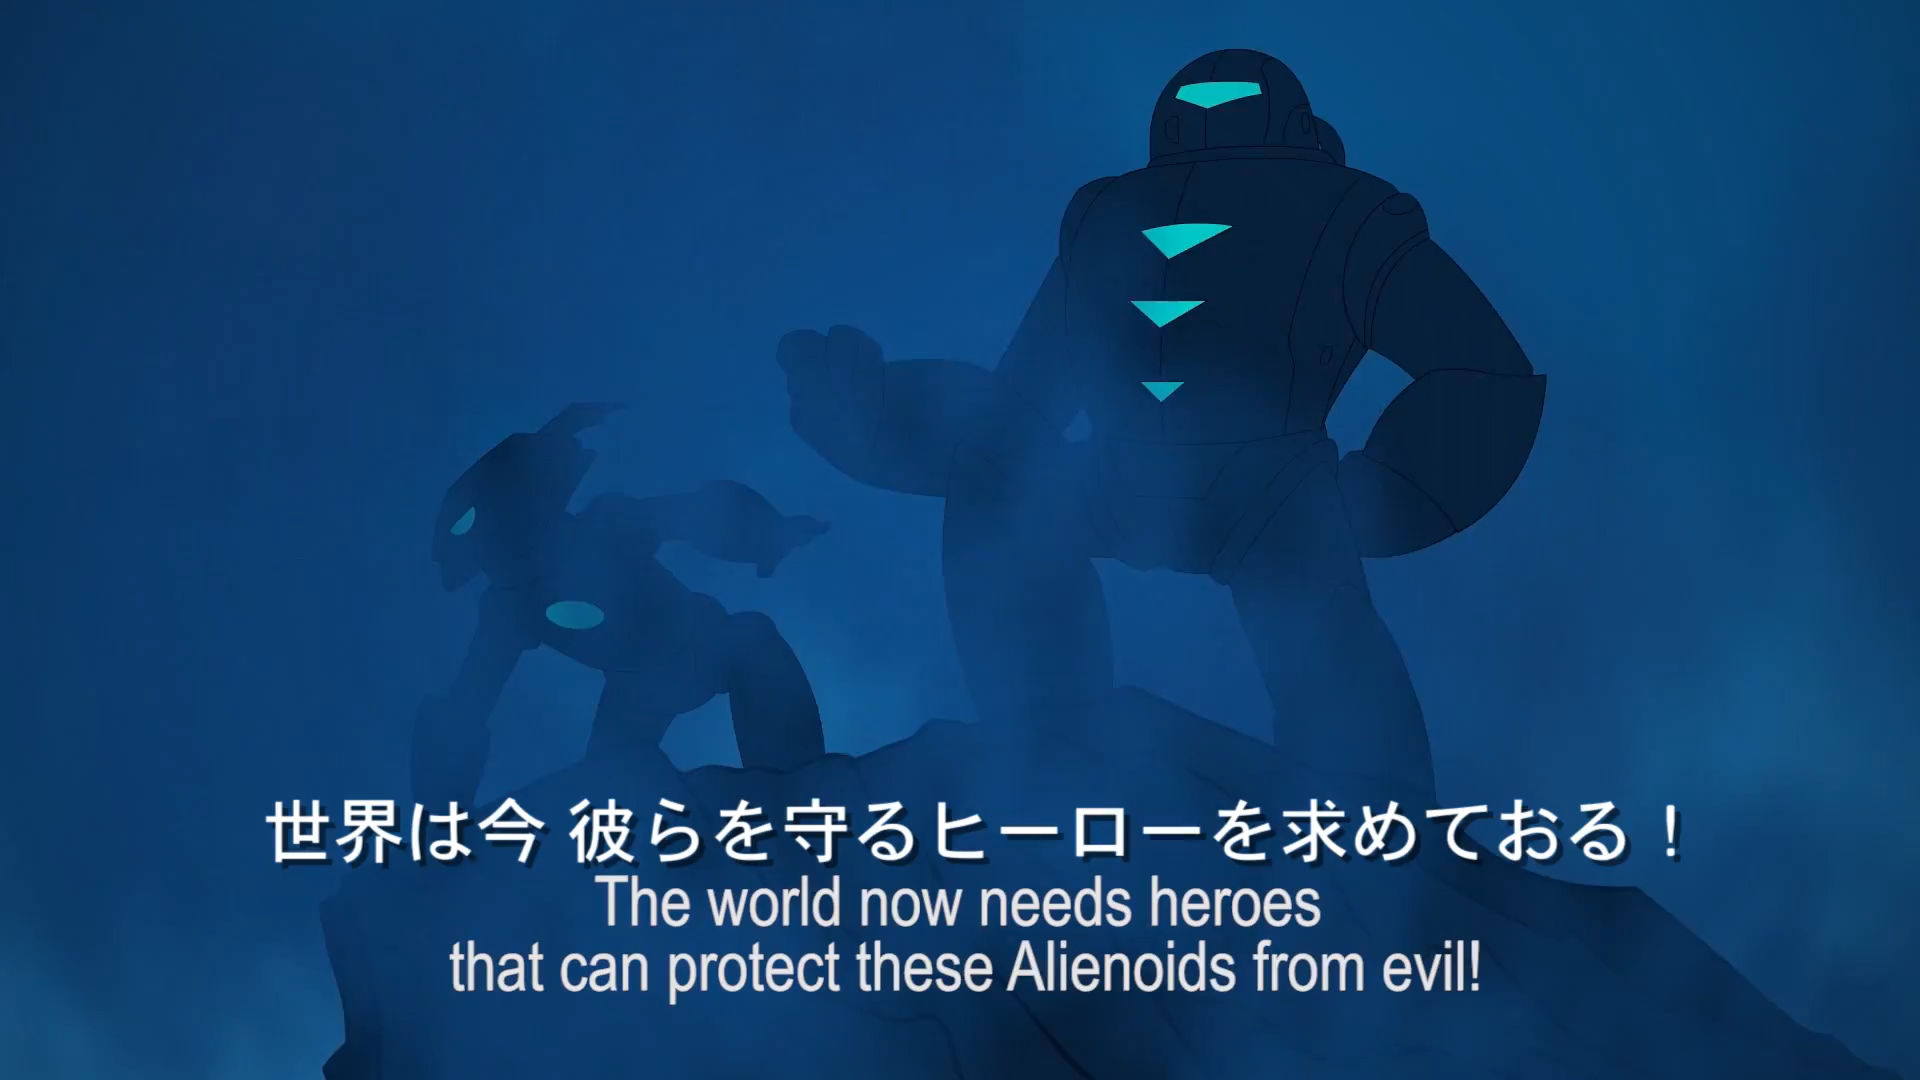 世界は今 彼らを守るヒーローを求めておる！
The world now needs heroes
that can protect these Alienoids from evil!